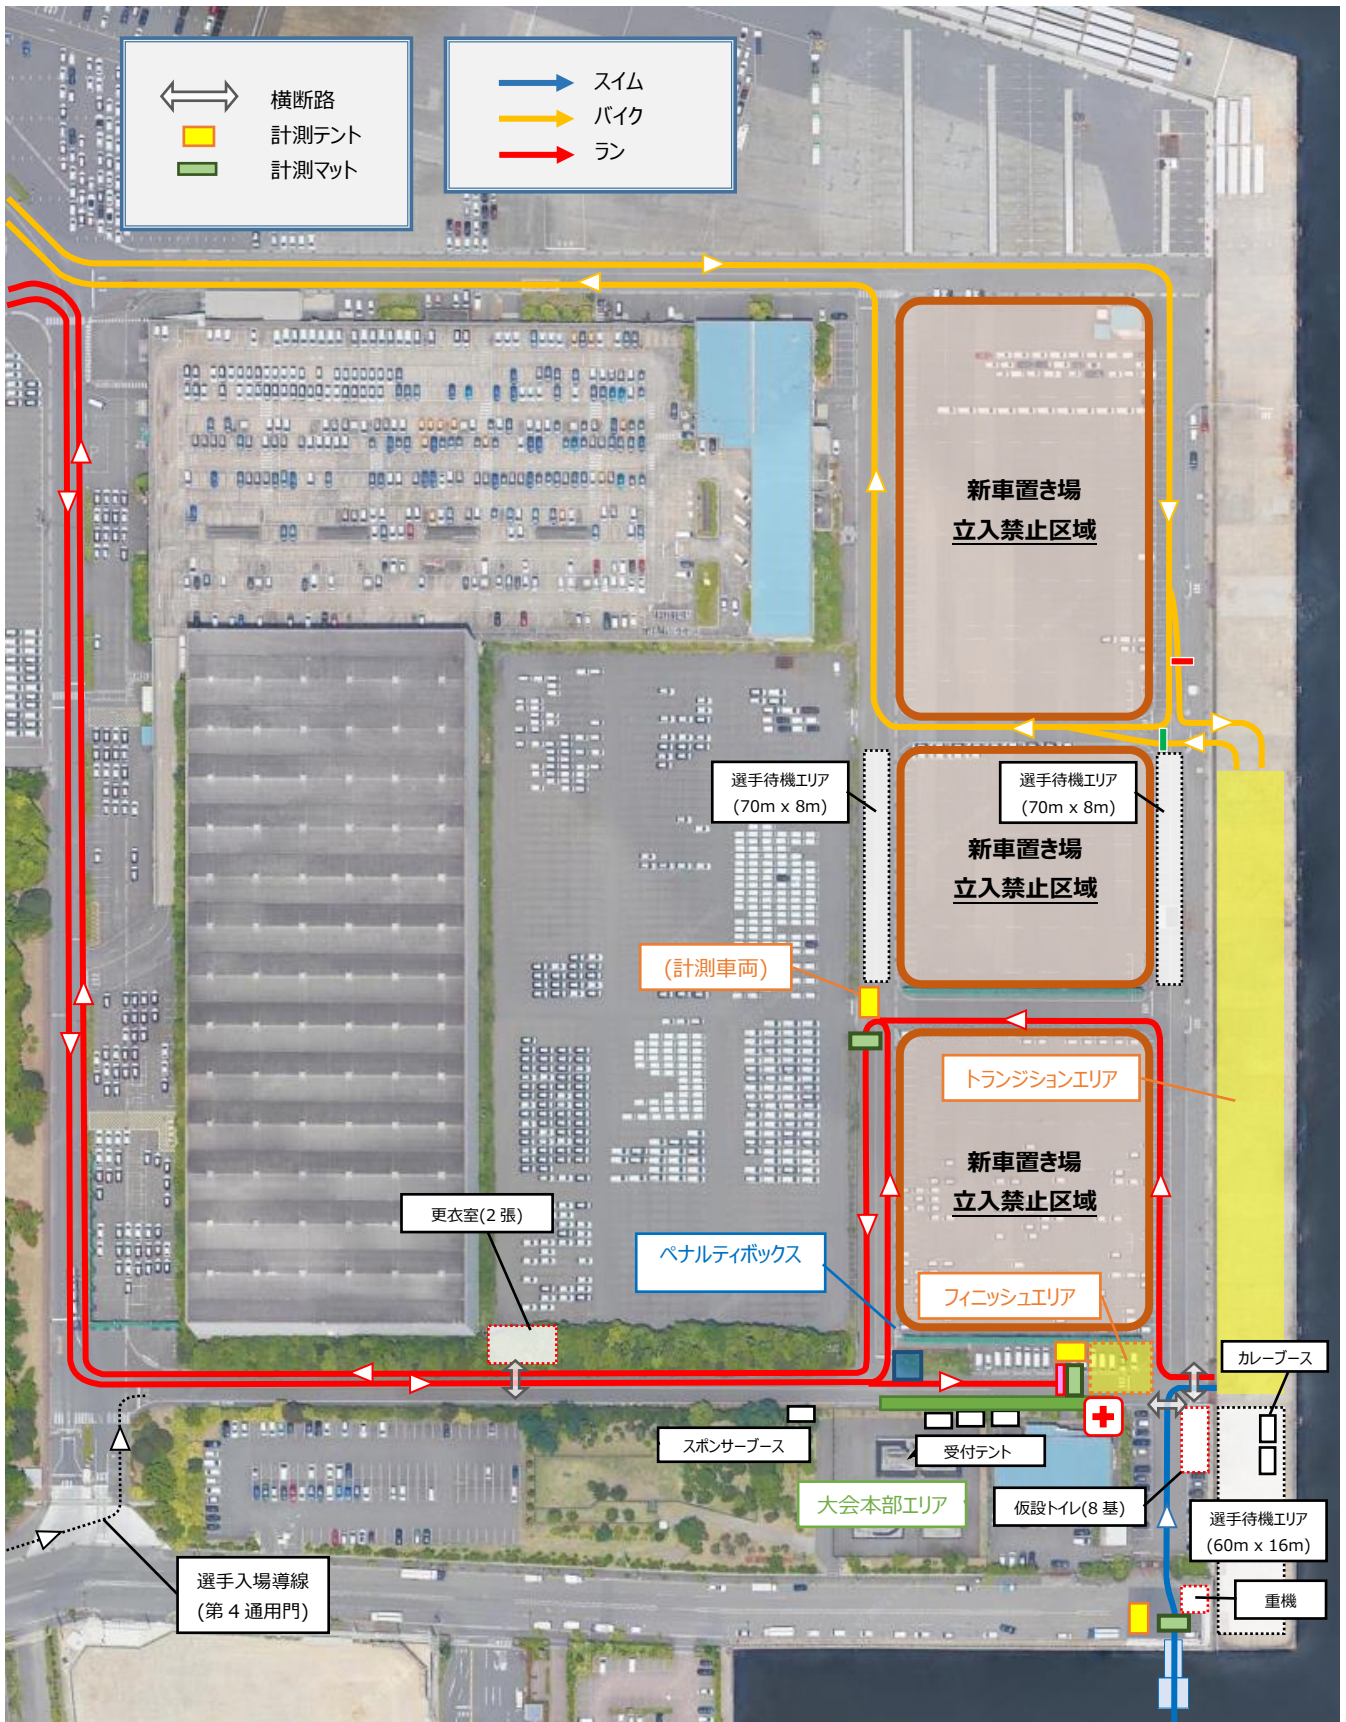 横断路
計測テント
計測マット
スイム
バイク
ラン
新車置き場
立入禁止区域
選手待機エリア
(70m x 8m)
選手待機エリア
(70m x 8m)
新車置き場
立入禁止区域
(計測車両)
トランジションエリア
新車置き場
立入禁止区域
更衣室(2 張)
ペナルティボックス
フィニッシュエリア
カレーブース
スポンサーブース
受付テント
大会本部エリア
仮設トイレ(8 基)
選手待機エリア
(60m x 16m)
選手入場導線
(第 4 通用門)
重機